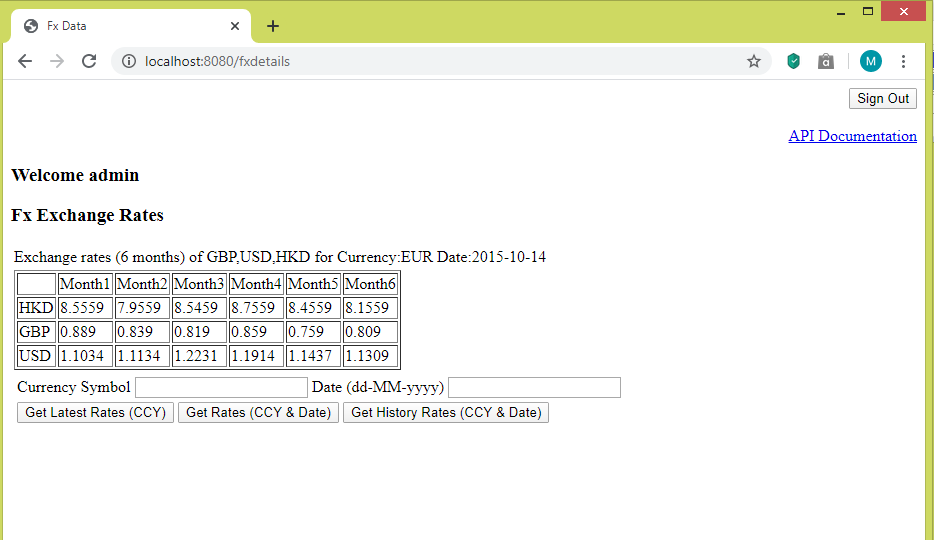 Fx Data
localhost:8080/fxdetails
M
Sign Out
API Documentation
Welcome admin
Fx Exchange Rates
Exchange rates (6 months) of GBP,USD,HKD for Currency:EUR Date:2015-10-14
Month1 Month2 Month3 Month4 Month5 Month6
HKD 8.5559 7.9559 8.5459 8.7559 8.4559 8.1559
GBP 0.889 0.839 0.819 0.859 0.759 0.809
USD 1.1034 1.1134 1.2231 1.1914 1.1437 1.1309
Currency Symbol Date (dd-MM-yyyy)
Get Latest Rates (CCY) Get Rates (CCY & Date) Get History Rates (CCY & Date)